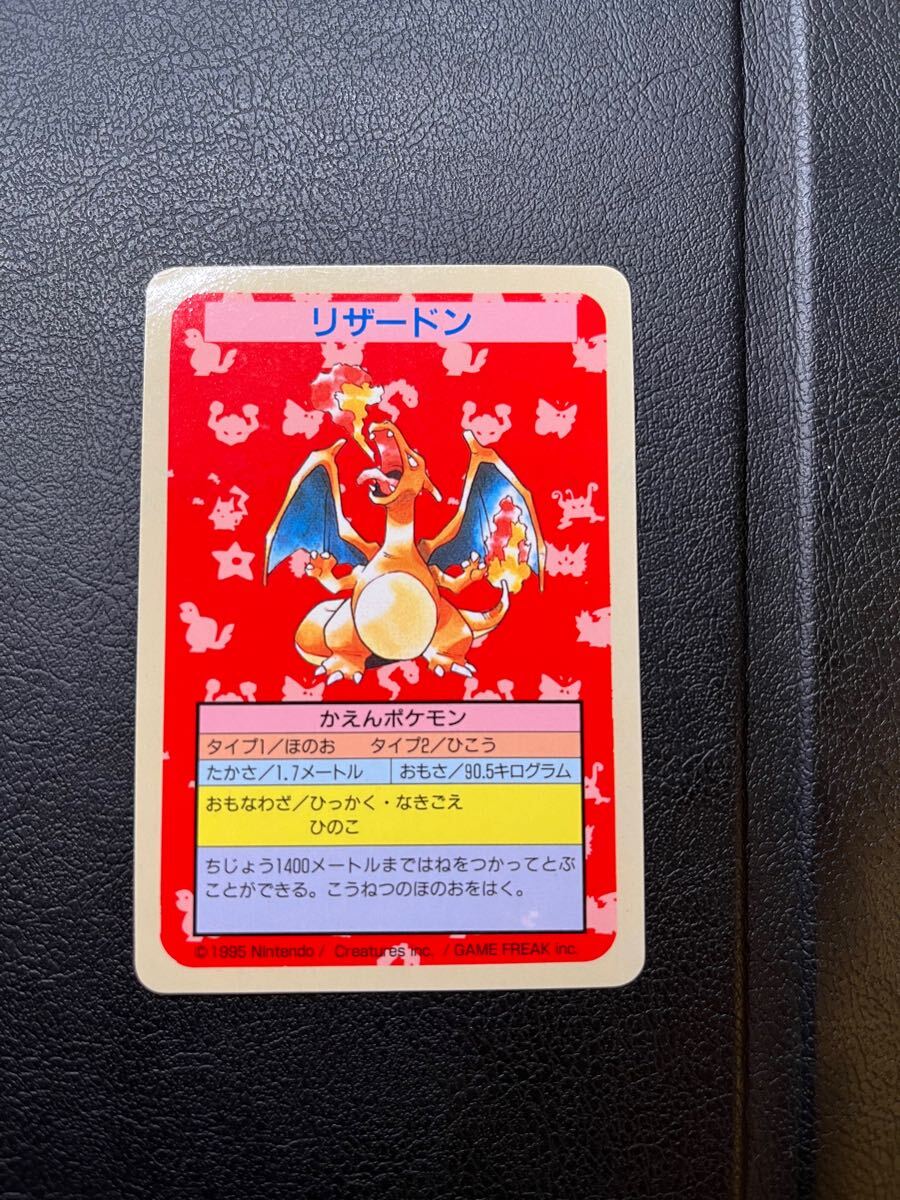 リザードン
かえんポケモン
タイプ1／ほのお タイプ2／ひこう
たかさ／1.7メートル おもさ／90.5キログラム
おもなわざ／ひっかく・なきごえ
ひのこ
ちじょう1400メートルまではねをつかってとぶ
ことができる。こうねつのほのおをはく。
©1995 Nintendo / Creatures inc. / GAME FREAK inc.